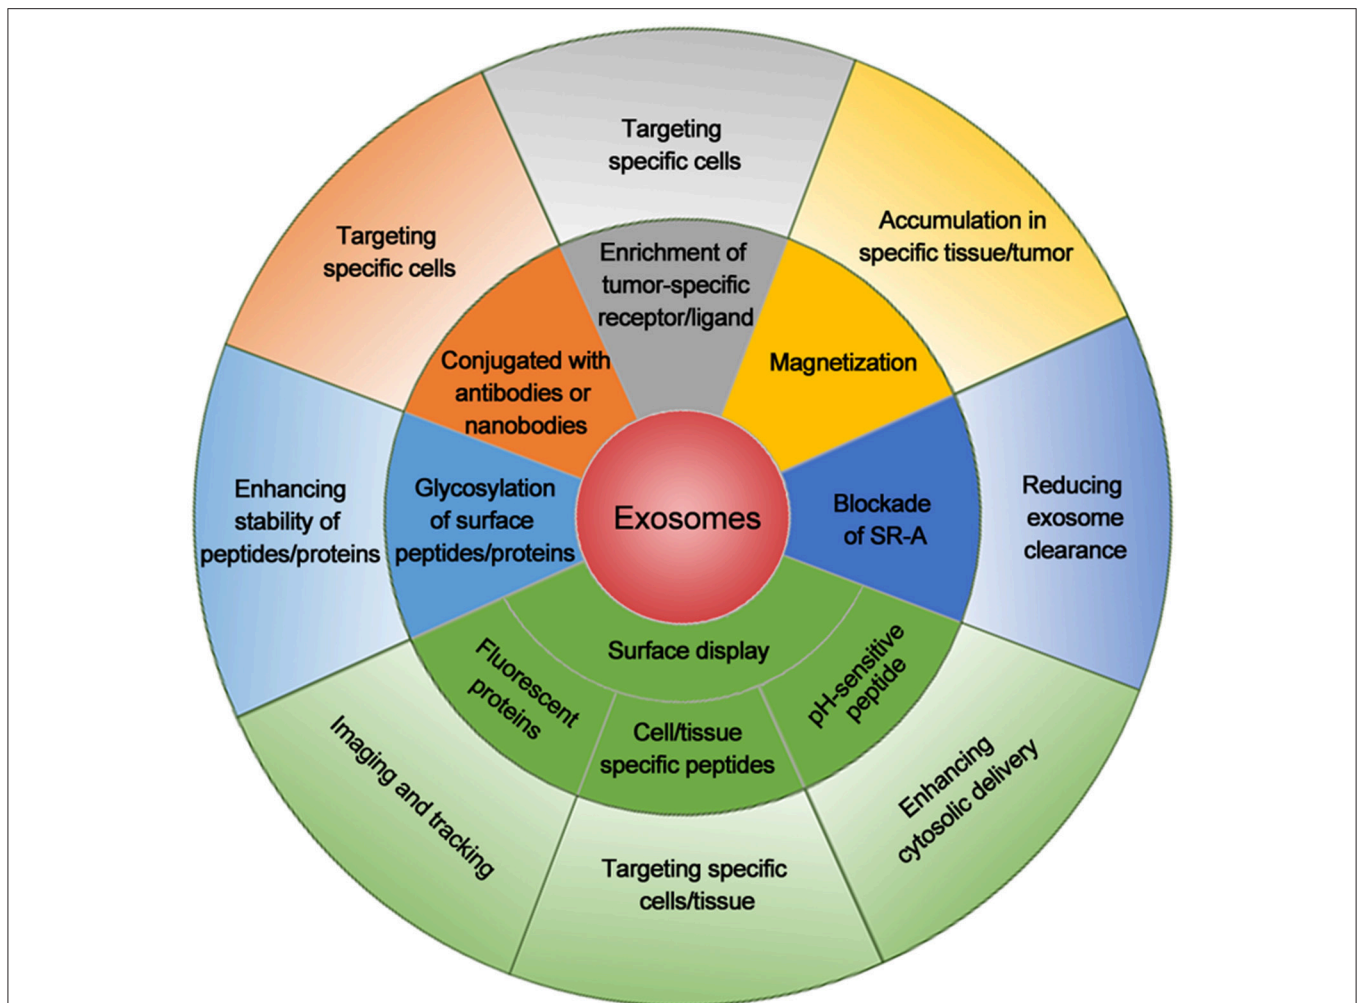 Targeting
specific cells
Accumulation in
specific tissue/tumor
Targeting
specific cells
Enrichment of
tumor-specific
receptor/ligand
Conjugated with
antibodies or
nanobodies
Magnetization
Enhancing
stability of
peptides/proteins
Glycosylation
of surface
peptides/proteins
Exosomes
Blockade
of SR-A
Reducing
exosome
clearance
Surface display
Fluorescent
proteins
Cell/tissue
specific peptides
pH-sensitive
peptide
Imaging and tracking
Targeting specific
cells/tissue
Enhancing
cytosolic delivery